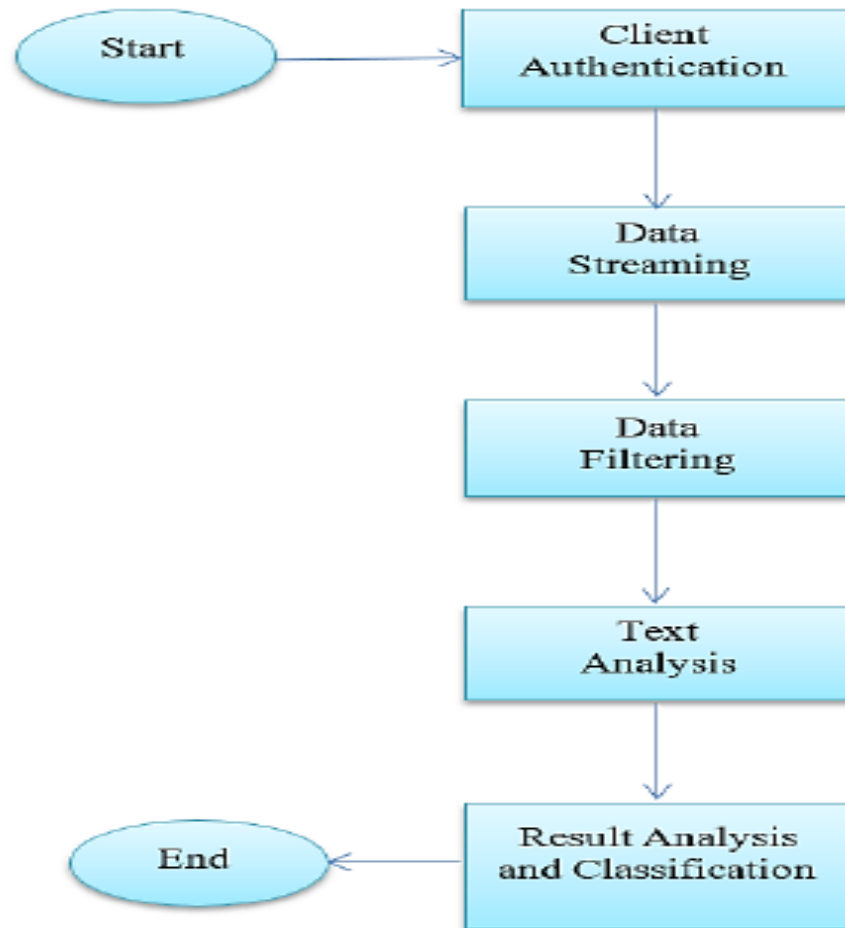 Start
Client
Authentication
Data
Streaming
Data
Filtering
Text
Analysis
Result Analysis
and Classification
End